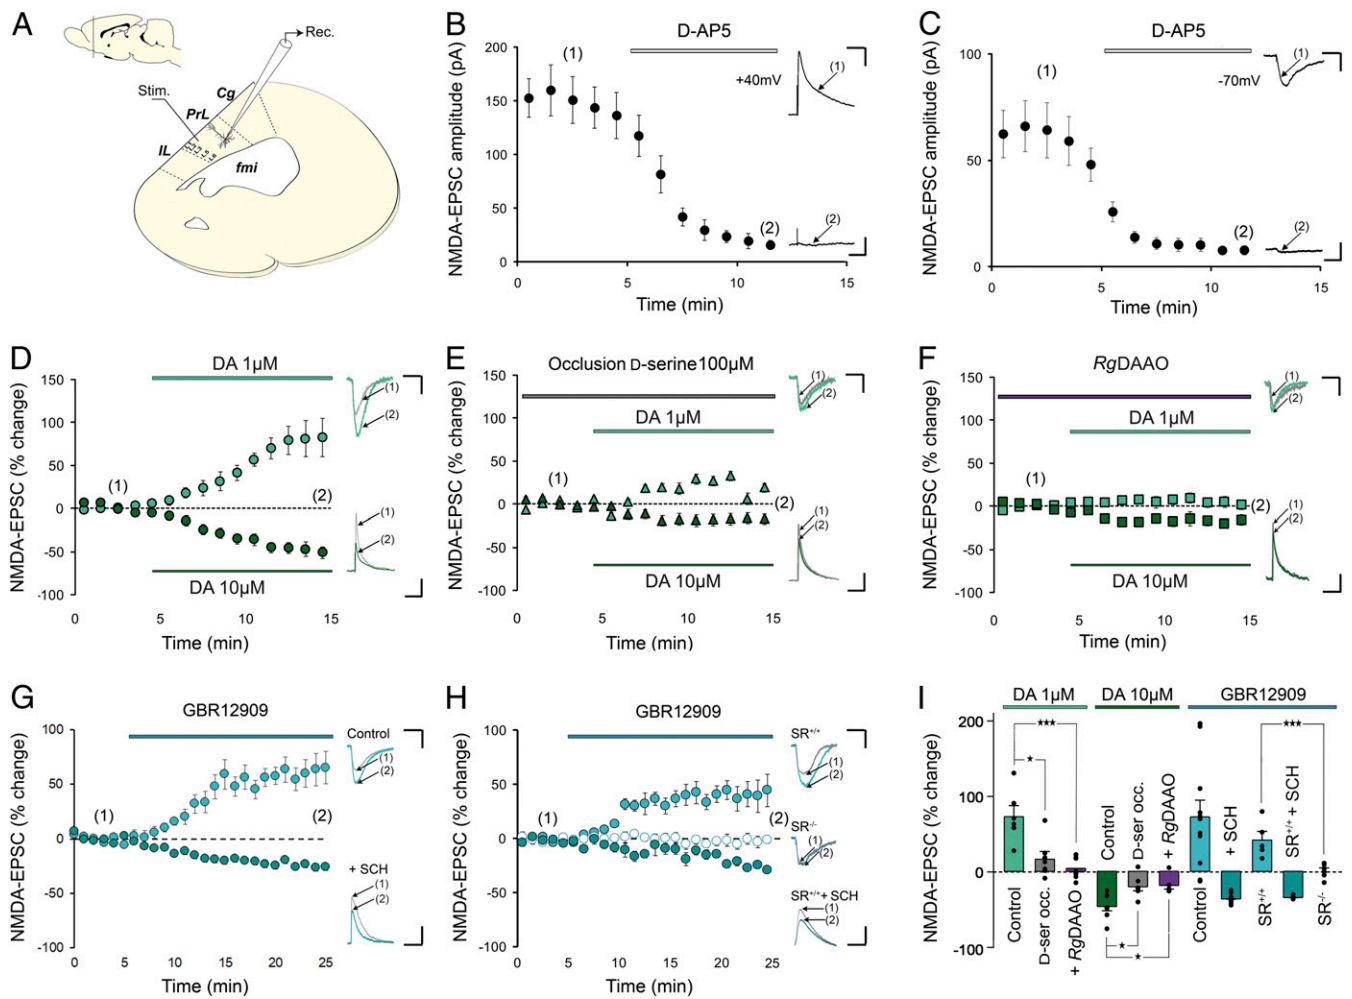 A
Rec.
Stim.
Cg
PrL
IL
fmi
B
D-AP5
NMDA-EPSC amplitude (pA)
200
150
100
50
0
(1)
+40mV
(1)
(2)
(2)
0 5 10 15
Time (min)
C
D-AP5
NMDA-EPSC amplitude (pA)
100
50
0
(1)
-70mV
(1)
(2)
(2)
0 5 10 15
Time (min)
D
DA 1µM
NMDA-EPSC (% change)
150
100
50
0
-50
-100
(1)
(2)
(1)
(2)
(1)
(2)
DA 10µM
0 5 10 15
Time (min)
E
Occlusion D-serine 100µM
DA 1µM
NMDA-EPSC (% change)
150
100
50
0
-50
-100
(1)
(2)
(1)
(2)
(1)
(2)
DA 10µM
0 5 10 15
Time (min)
F
RgDAAO
DA 1µM
NMDA-EPSC (% change)
150
100
50
0
-50
-100
(1)
(2)
(1)
(2)
(1)
(2)
DA 10µM
0 5 10 15
Time (min)
G
GBR12909
NMDA-EPSC (% change)
100
50
0
-50
-100
(1)
(2)
Control
(1)
(2)
+ SCH
(1)
(2)
0 5 10 15 20 25
Time (min)
H
GBR12909
NMDA-EPSC (% change)
100
50
0
-50
-100
(1)
(2)
SR+/+
(1)
(2)
SR-/-
(1)
(2)
SR+/+ + SCH
(1)
(2)
0 5 10 15 20 25
Time (min)
I
DA 1µM DA 10µM GBR12909
NMDA-EPSC (% change)
200
100
0
-100
★★★
★
★★★
★
★
Control
D-ser occ.
+ RgDAAO
Control
D-ser occ.
+ RgDAAO
Control
+ SCH
SR+/+
SR+/+ + SCH
SR-/-